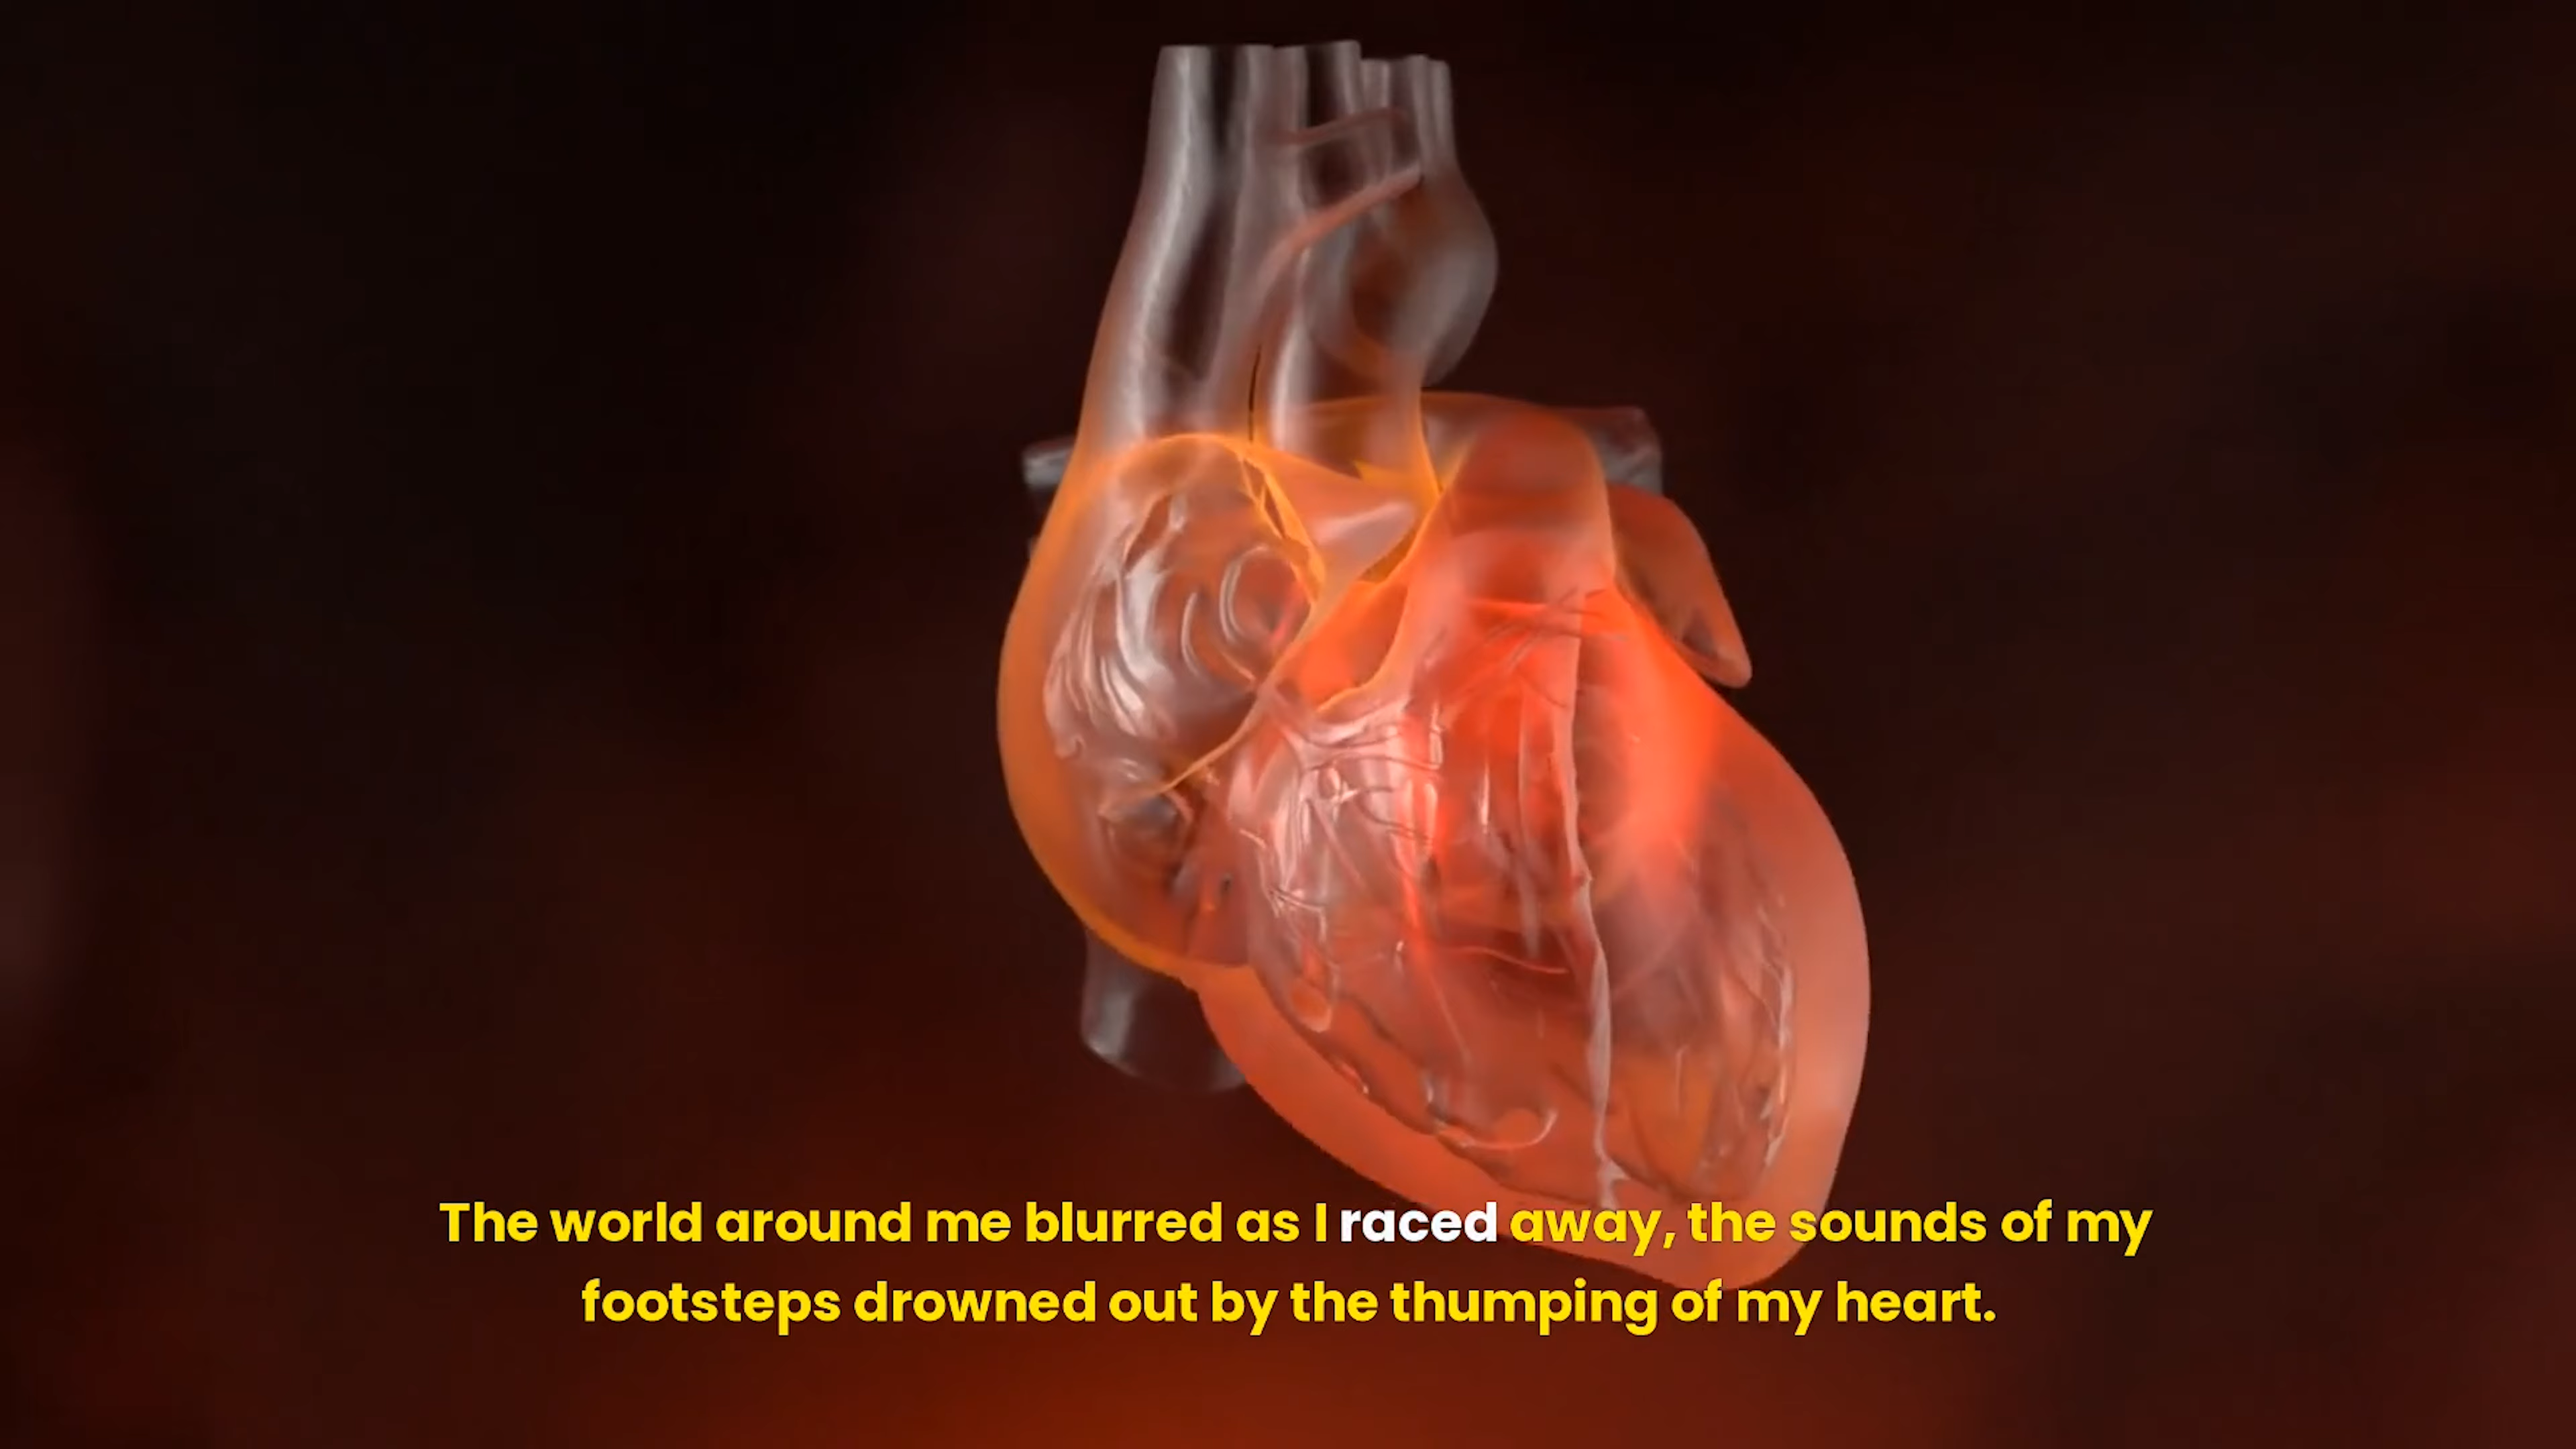 The world around me blurred as I raced away, the sounds of my
footsteps drowned out by the thumping of my heart.